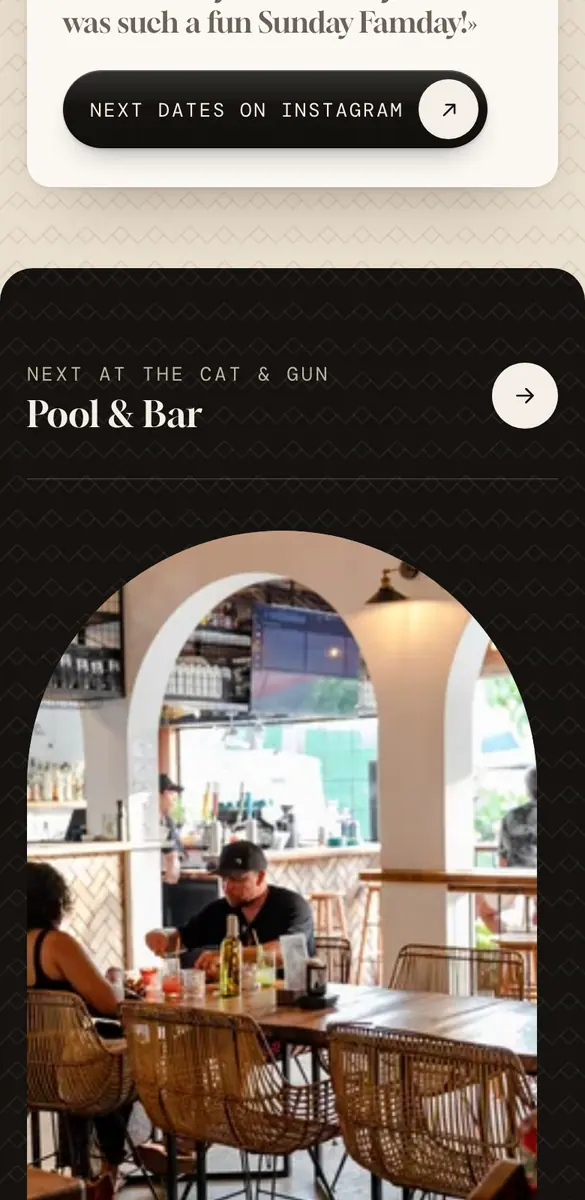 was such a fun Sunday Famday!»
NEXT DATES ON INSTAGRAM
NEXT AT THE CAT & GUN
Pool & Bar